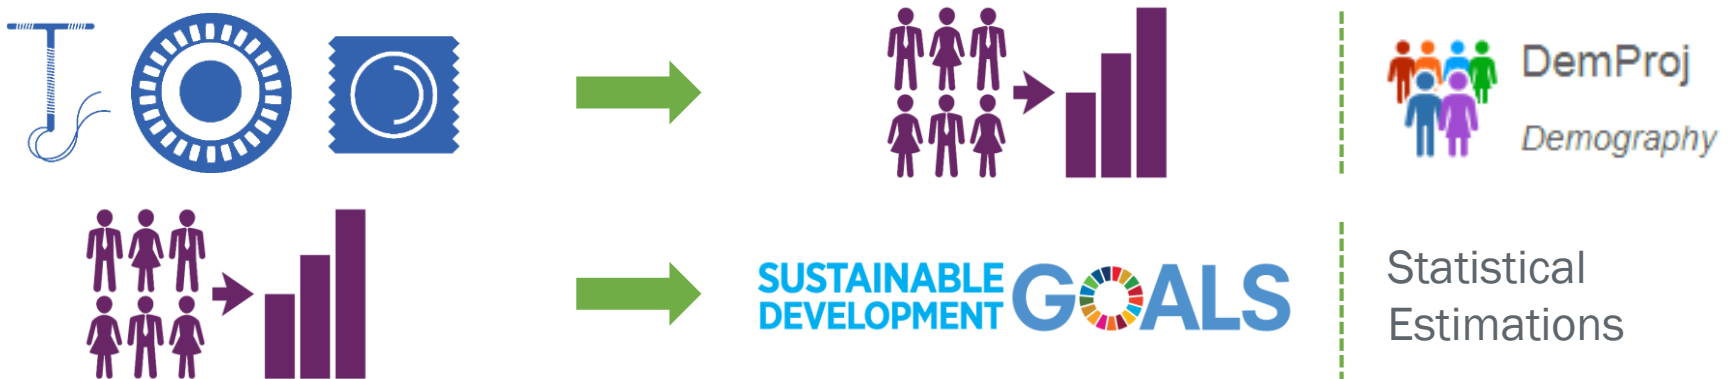 DemProj
Demography
SUSTAINABLE
DEVELOPMENT GOALS
Statistical
Estimations